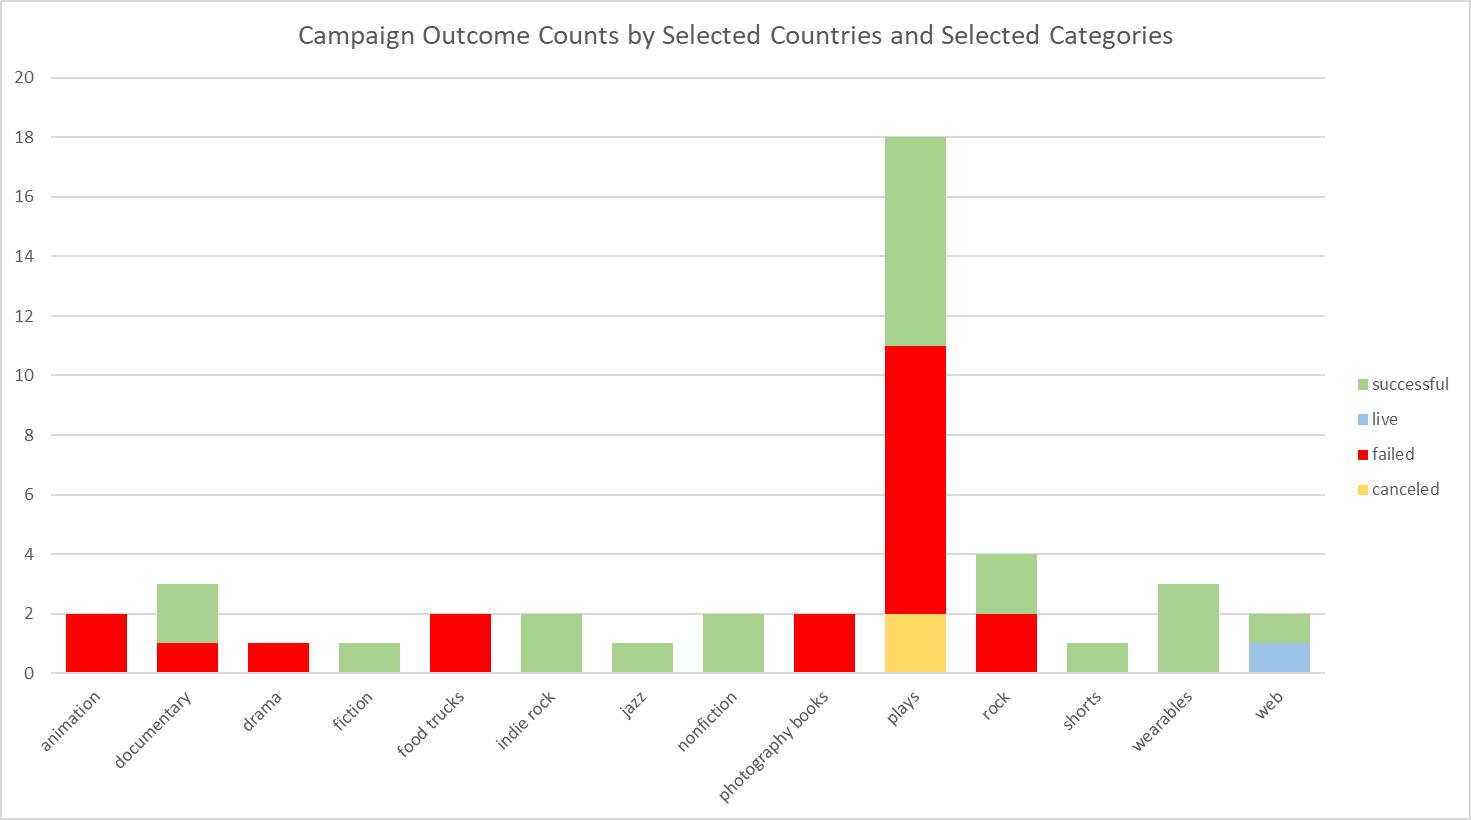 Campaign Outcome Counts by Selected Countries and Selected Categories
20
18
16
14
12
10
8
6
4
2
0
animation
documentary
drama
fiction
food trucks
indie rock
jazz
nonfiction
photography books
plays
rock
shorts
wearables
web
successful
live
failed
canceled